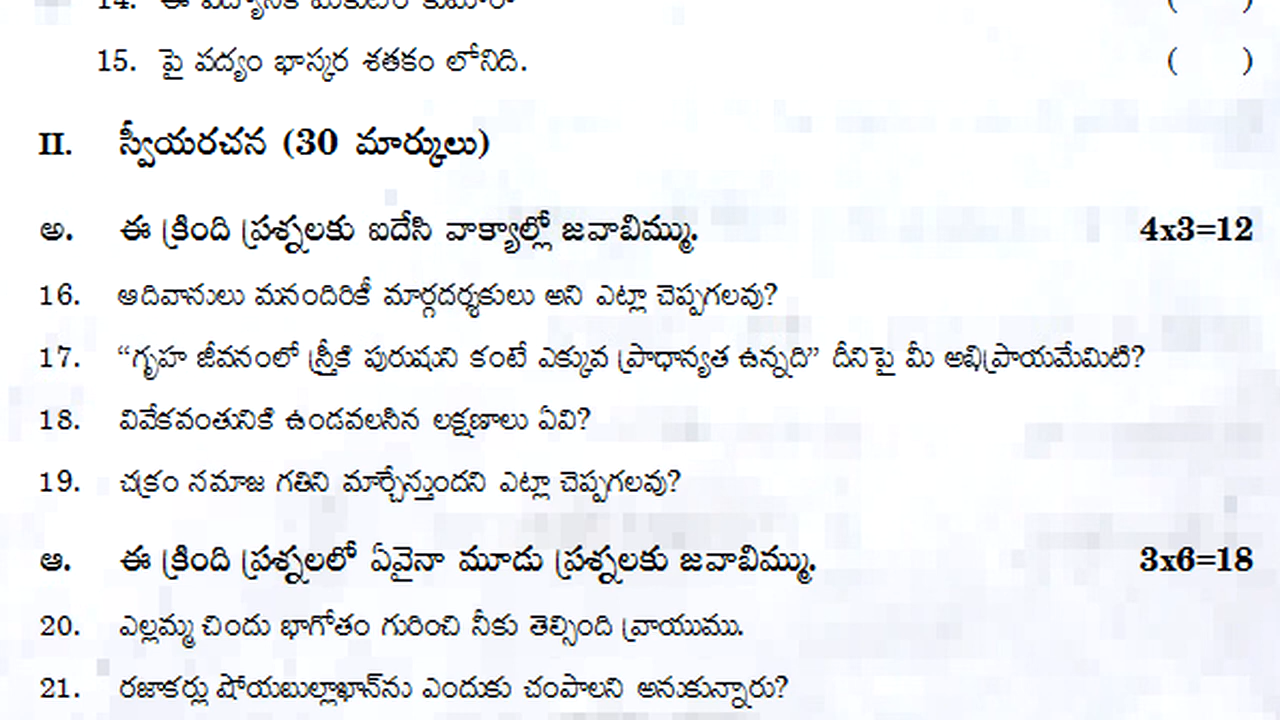 14. ఈ పద్యానికి మకుటం కుమారా ( )
15. పై పద్యం భాస్కర శతకం లోనిది. ( )
II. స్వీయరచన (30 మార్కులు)
అ. ఈ క్రింది ప్రశ్నలకు ఐదేసి వాక్యాల్లో జవాబిమ్ము. 4x3=12
16. ఆదివాసులు మనందిరికీ మార్గదర్శకులు అని ఎట్లా చెప్పగలవు?
17. “గృహ జీవనంలో స్త్రీకి పురుషుని కంటే ఎక్కువ ప్రాధాన్యత ఉన్నది” దీనిపై మీ అభిప్రాయమేమిటి?
18. వివేకవంతునికి ఉండవలసిన లక్షణాలు ఏవి?
19. చక్రం సమాజ గతిని మార్చేస్తుందని ఎట్లా చెప్పగలవు?
ఆ. ఈ క్రింది ప్రశ్నలలో ఏవైనా మూడు ప్రశ్నలకు జవాబిమ్ము. 3x6=18
20. ఎల్లమ్మ చిందు భాగోతం గురించి నీకు తెల్సింది వ్రాయుము.
21. రజాకర్లు షోయబుల్లాఖాన్‌ను ఎందుకు చంపాలని అనుకున్నారు?